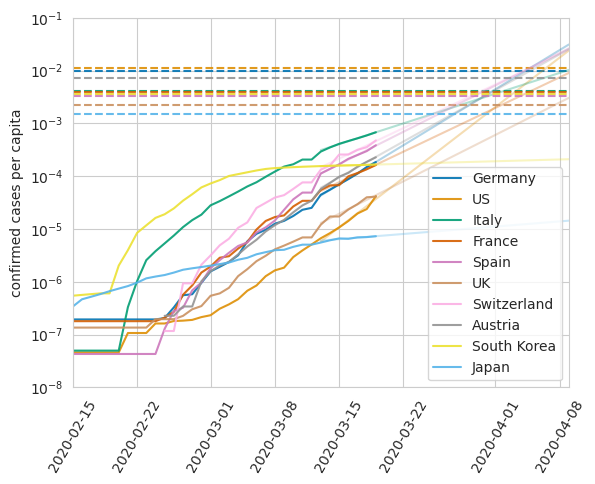 confirmed cases per capita
10⁻¹
10⁻²
10⁻³
10⁻⁴
10⁻⁵
10⁻⁶
10⁻⁷
10⁻⁸
Germany
US
Italy
France
Spain
UK
Switzerland
Austria
South Korea
Japan
2020-02-15
2020-02-22
2020-03-01
2020-03-08
2020-03-15
2020-03-22
2020-04-01
2020-04-08